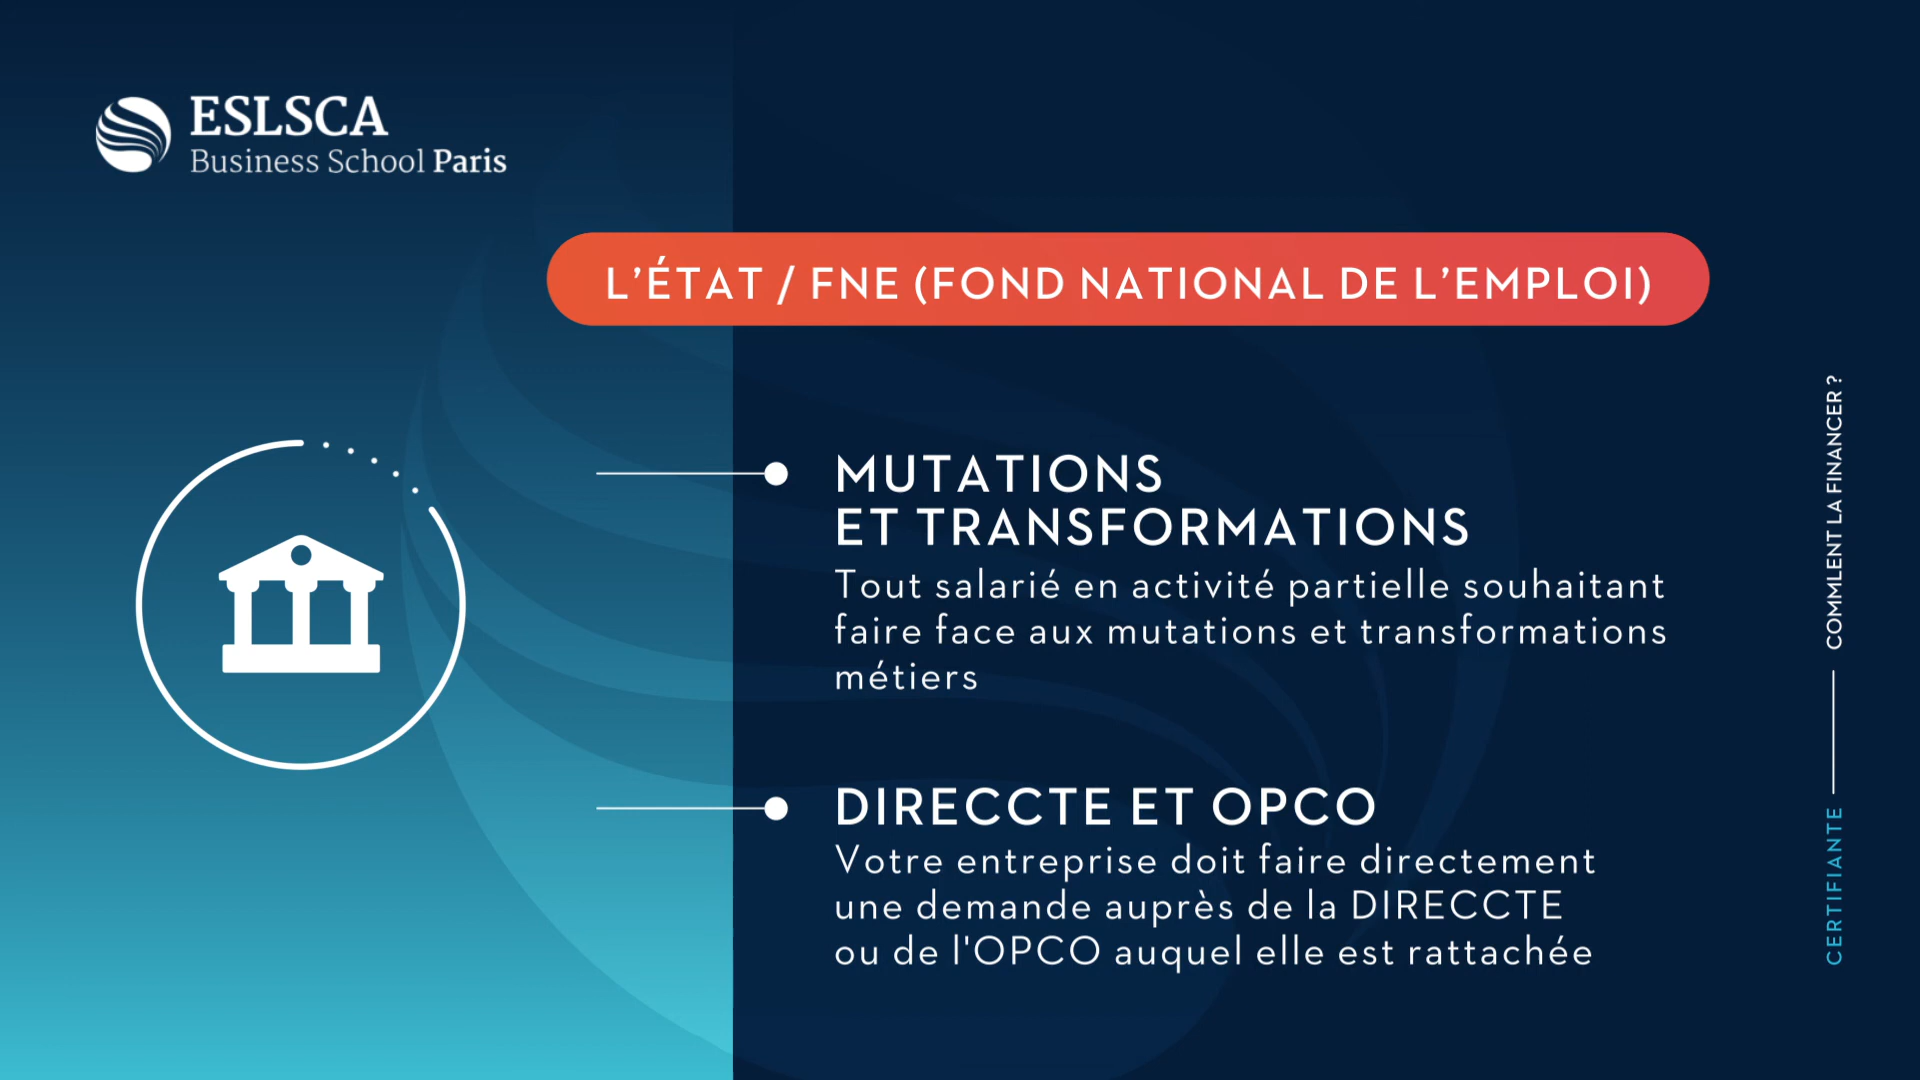 ESLSCA
Business School Paris
L’ÉTAT / FNE (FOND NATIONAL DE L’EMPLOI)
MUTATIONS
ET TRANSFORMATIONS
Tout salarié en activité partielle souhaitant
faire face aux mutations et transformations
métiers
DIRECCTE ET OPCO
Votre entreprise doit faire directement
une demande auprès de la DIRECCTE
ou de l'OPCO auquel elle est rattachée
CERTIFIANTE — COMMLENT LA FINANCER ?